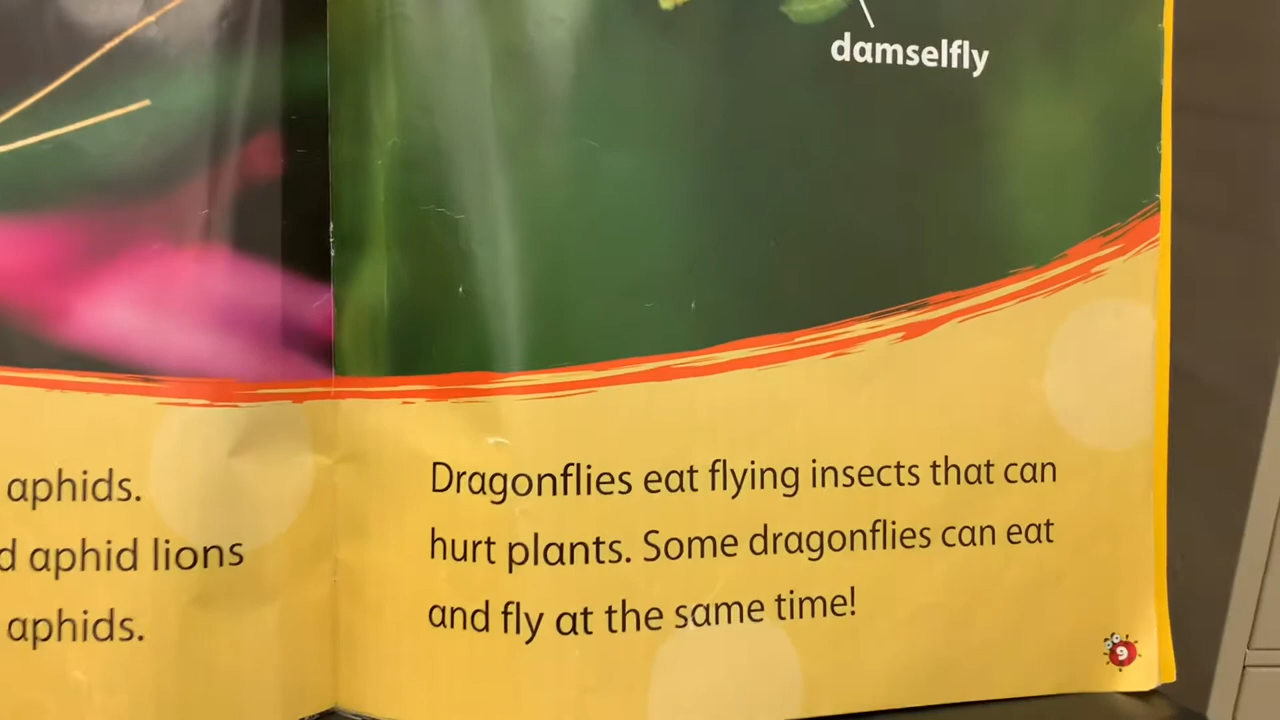 damselfly
aphids.
aphid lions
aphids.
Dragonflies eat flying insects that can
hurt plants. Some dragonflies can eat
and fly at the same time!
9